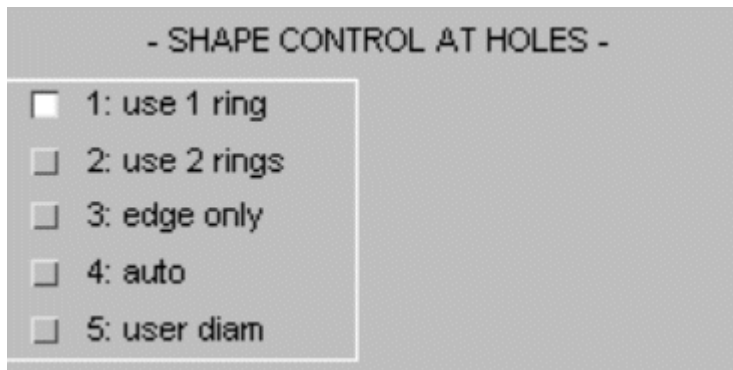 - SHAPE CONTROL AT HOLES -
1: use 1 ring
2: use 2 rings
3: edge only
4: auto
5: user diam